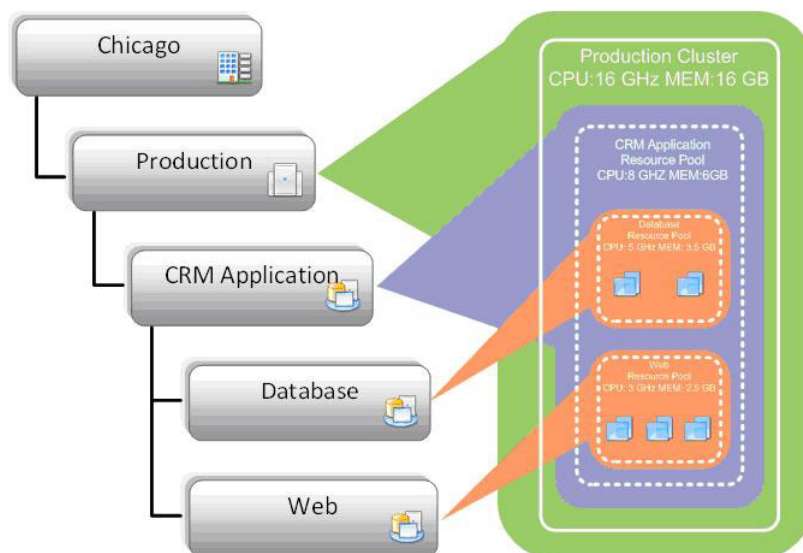 Chicago
Production
CRM Application
Database
Web
Production Cluster
CPU:16 GHz MEM:16 GB
CRM Application
Resource Pool
CPU:8 GHZ MEM:6GB
Database
Resource Pool
CPU: 5 GHz MEM: 3.5 GB
Web
Resource Pool
CPU: 3 GHz MEM: 2.5 GB